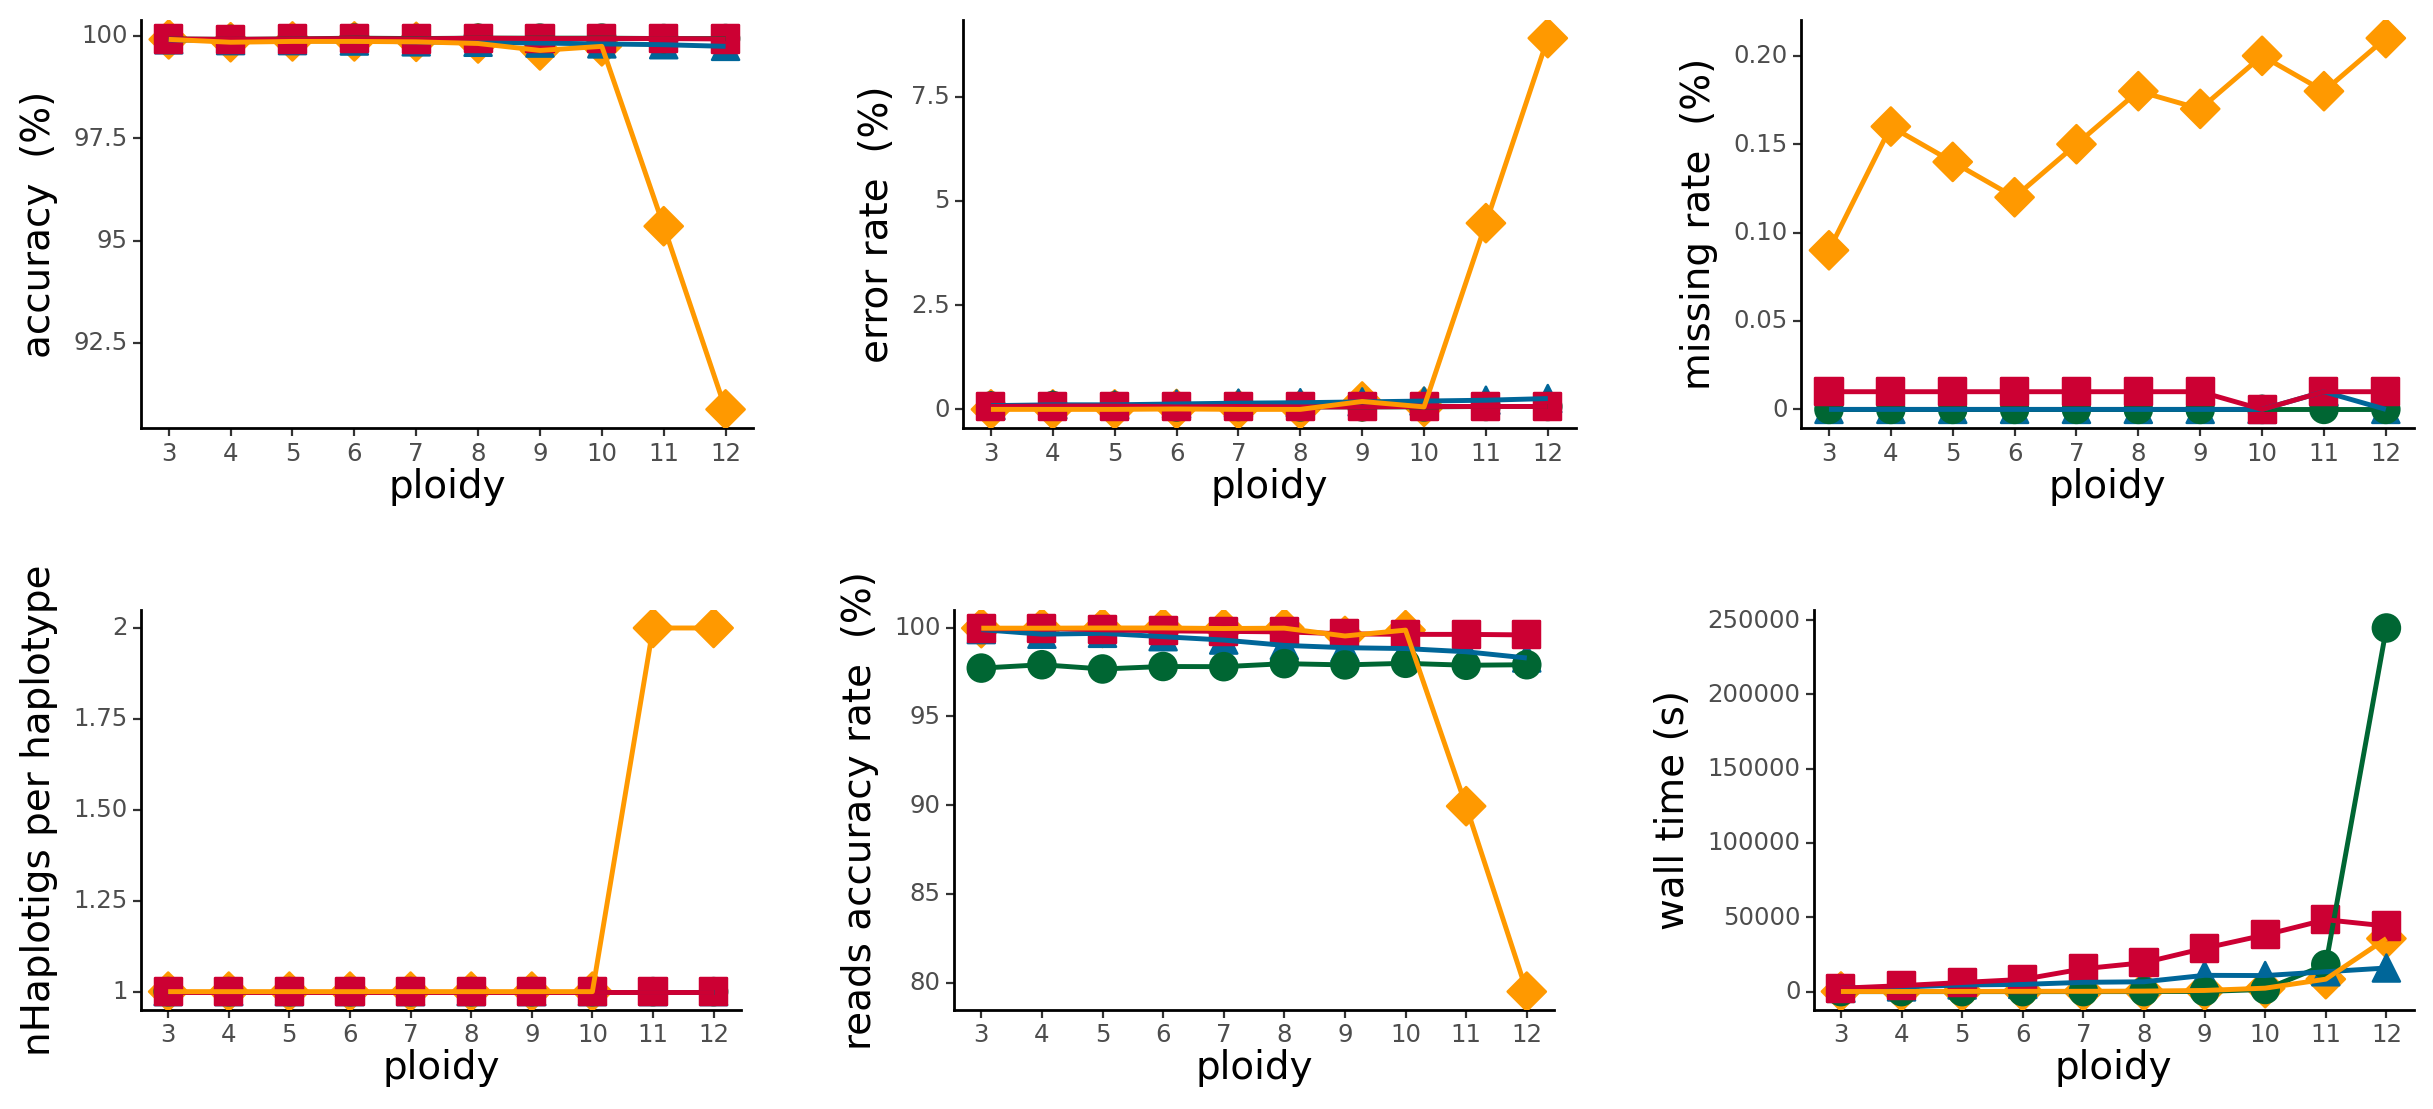 accuracy (%)
100
97.5
95
92.5
3 4 5 6 7 8 9 10 11 12
ploidy
error rate (%)
7.5
5
2.5
0
3 4 5 6 7 8 9 10 11 12
ploidy
missing rate (%)
0.20
0.15
0.10
0.05
0
3 4 5 6 7 8 9 10 11 12
ploidy
nHaplotigs per haplotype
2
1.75
1.50
1.25
1
3 4 5 6 7 8 9 10 11 12
ploidy
reads accuracy rate (%)
100
95
90
85
80
3 4 5 6 7 8 9 10 11 12
ploidy
wall time (s)
250000
200000
150000
100000
50000
0
3 4 5 6 7 8 9 10 11 12
ploidy